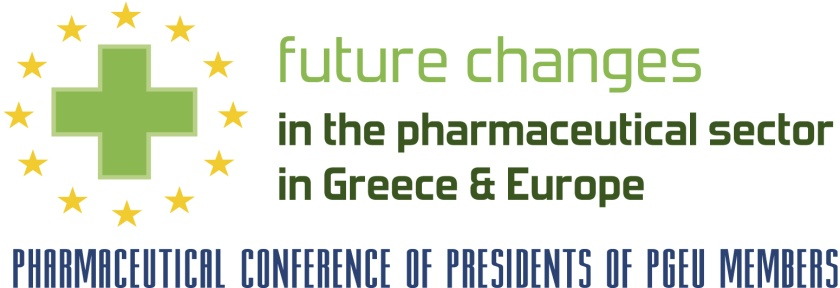 future changes
in the pharmaceutical sector
in Greece & Europe
PHARMACEUTICAL CONFERENCE OF PRESIDENTS OF PGEU MEMBERS